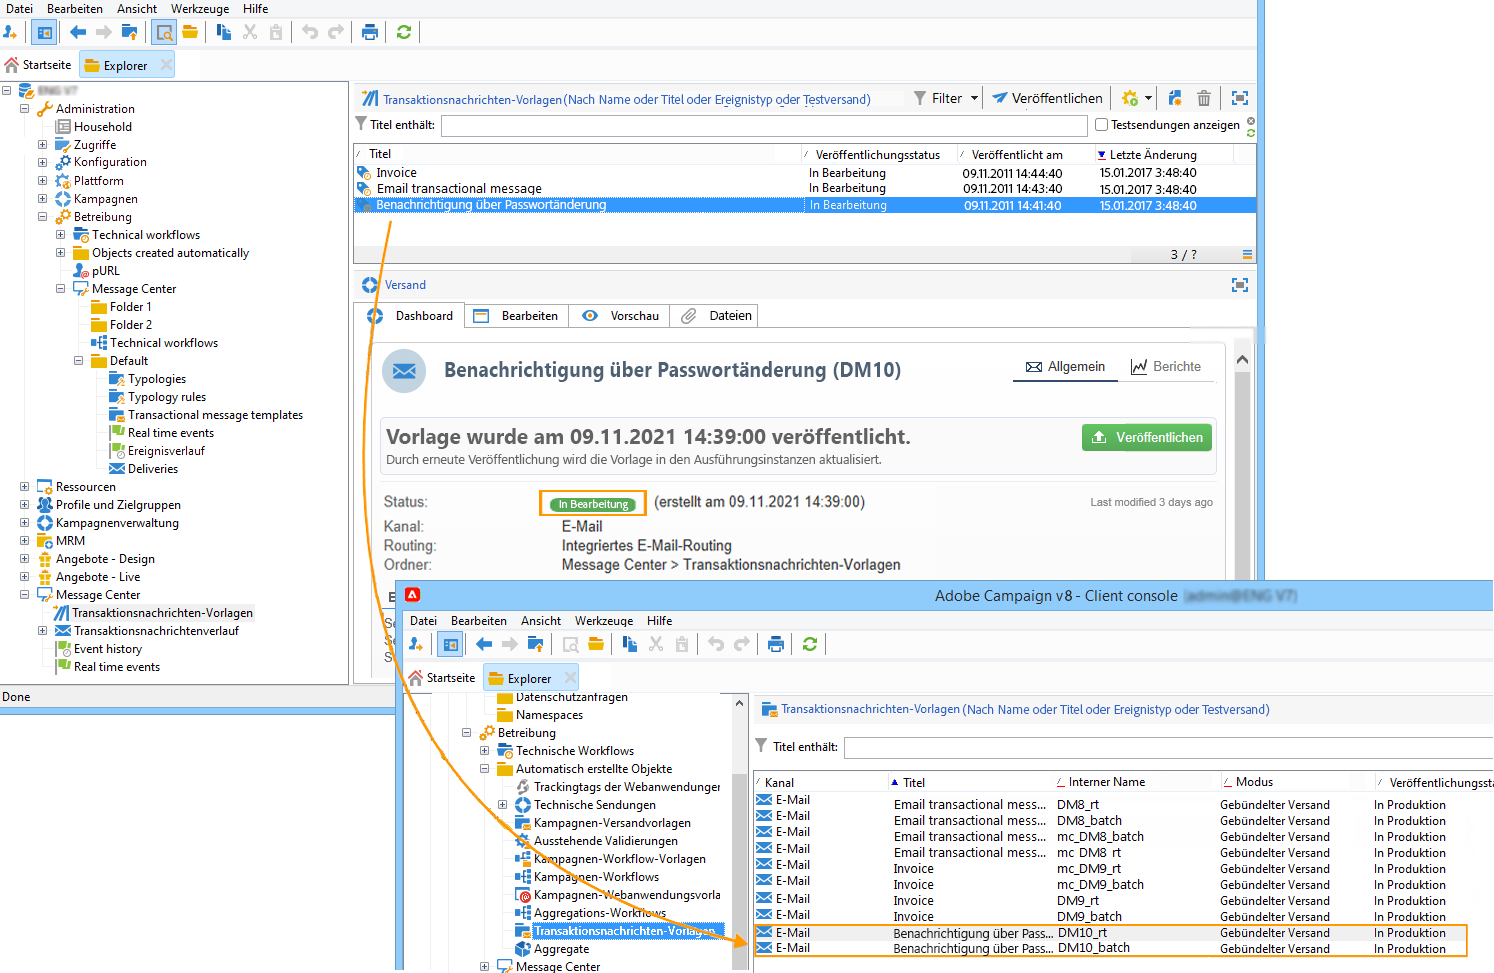 Datei Bearbeiten Ansicht Werkzeuge Hilfe
Startseite Explorer
Administration
Household
Zugriffe
Konfiguration
Plattform
Kampagnen
Betreibung
Technical workflows
Objects created automatically
pURL
Message Center
Folder 1
Folder 2
Technical workflows
Default
Typologies
Typology rules
Transactional message templates
Real time events
Ereignisverlauf
Deliveries
Ressourcen
Profile und Zielgruppen
Kampagnenverwaltung
MRM
Angebote - Design
Angebote - Live
Message Center
Transaktionsnachrichten-Vorlagen
Transaktionsnachrichtenverlauf
Event history
Real time events
Done
Transaktionsnachrichten-Vorlagen (Nach Name oder Titel oder Ereignistyp oder Testversand) Filter Veröffentlichen
Titel enthält: Testsendungen anzeigen
Titel Veröffentlichungsstatus Veröffentlicht am Letzte Änderung
Invoice In Bearbeitung 09.11.2011 14:44:40 15.01.2017 3:48:40
Email transactional message In Bearbeitung 09.11.2011 14:43:40 15.01.2017 3:48:40
Benachrichtigung über Passwortänderung In Bearbeitung 09.11.2011 14:41:40 15.01.2017 3:48:40
3 / ?
Versand
Dashboard Bearbeiten Vorschau Dateien
Benachrichtigung über Passwortänderung (DM10) Allgemein Berichte
Vorlage wurde am 09.11.2021 14:39:00 veröffentlicht. Veröffentlichen
Durch erneute Veröffentlichung wird die Vorlage in den Ausführungsinstanzen aktualisiert.
Status: In Bearbeitung (erstellt am 09.11.2021 14:39:00) Last modified 3 days ago
Kanal: E-Mail
Routing: Integriertes E-Mail-Routing
Ordner: Message Center > Transaktionsnachrichten-Vorlagen
Adobe Campaign v8 - Client console
Datei Bearbeiten Ansicht Werkzeuge Hilfe
Startseite Explorer
Datenschutzanfragen
Namespaces
Betreibung
Technische Workflows
Automatisch erstellte Objekte
Trackingtags der Webanwendunger
Technische Sendungen
Kampagnen-Versandvorlagen
Ausstehende Validierungen
Kampagnen-Workflow-Vorlagen
Kampagnen-Workflows
Kampagnen-Webanwendungsvorla
Aggregations-Workflows
Transaktionsnachrichten-Vorlagen
Aggregate
Message Center
Transaktionsnachrichten-Vorlagen (Nach Name oder Titel oder Ereignistyp oder Testversand)
Titel enthält:
Kanal Titel Interner Name Modus Veröffentlichungssta
E-Mail Email transactional mess... DM8_rt Gebündelter Versand In Produktion
E-Mail Email transactional mess... DM8_batch Gebündelter Versand In Produktion
E-Mail Email transactional mess... mc_DM8_batch Gebündelter Versand In Produktion
E-Mail Email transactional mess... mc_DM8_rt Gebündelter Versand In Produktion
E-Mail Invoice mc_DM9_rt Gebündelter Versand In Produktion
E-Mail Invoice mc_DM9_batch Gebündelter Versand In Produktion
E-Mail Invoice DM9_rt Gebündelter Versand In Produktion
E-Mail Invoice DM9_batch Gebündelter Versand In Produktion
E-Mail Benachrichtigung über Pass... DM10_rt Gebündelter Versand In Produktion
E-Mail Benachrichtigung über Pass... DM10_batch Gebündelter Versand In Produktion